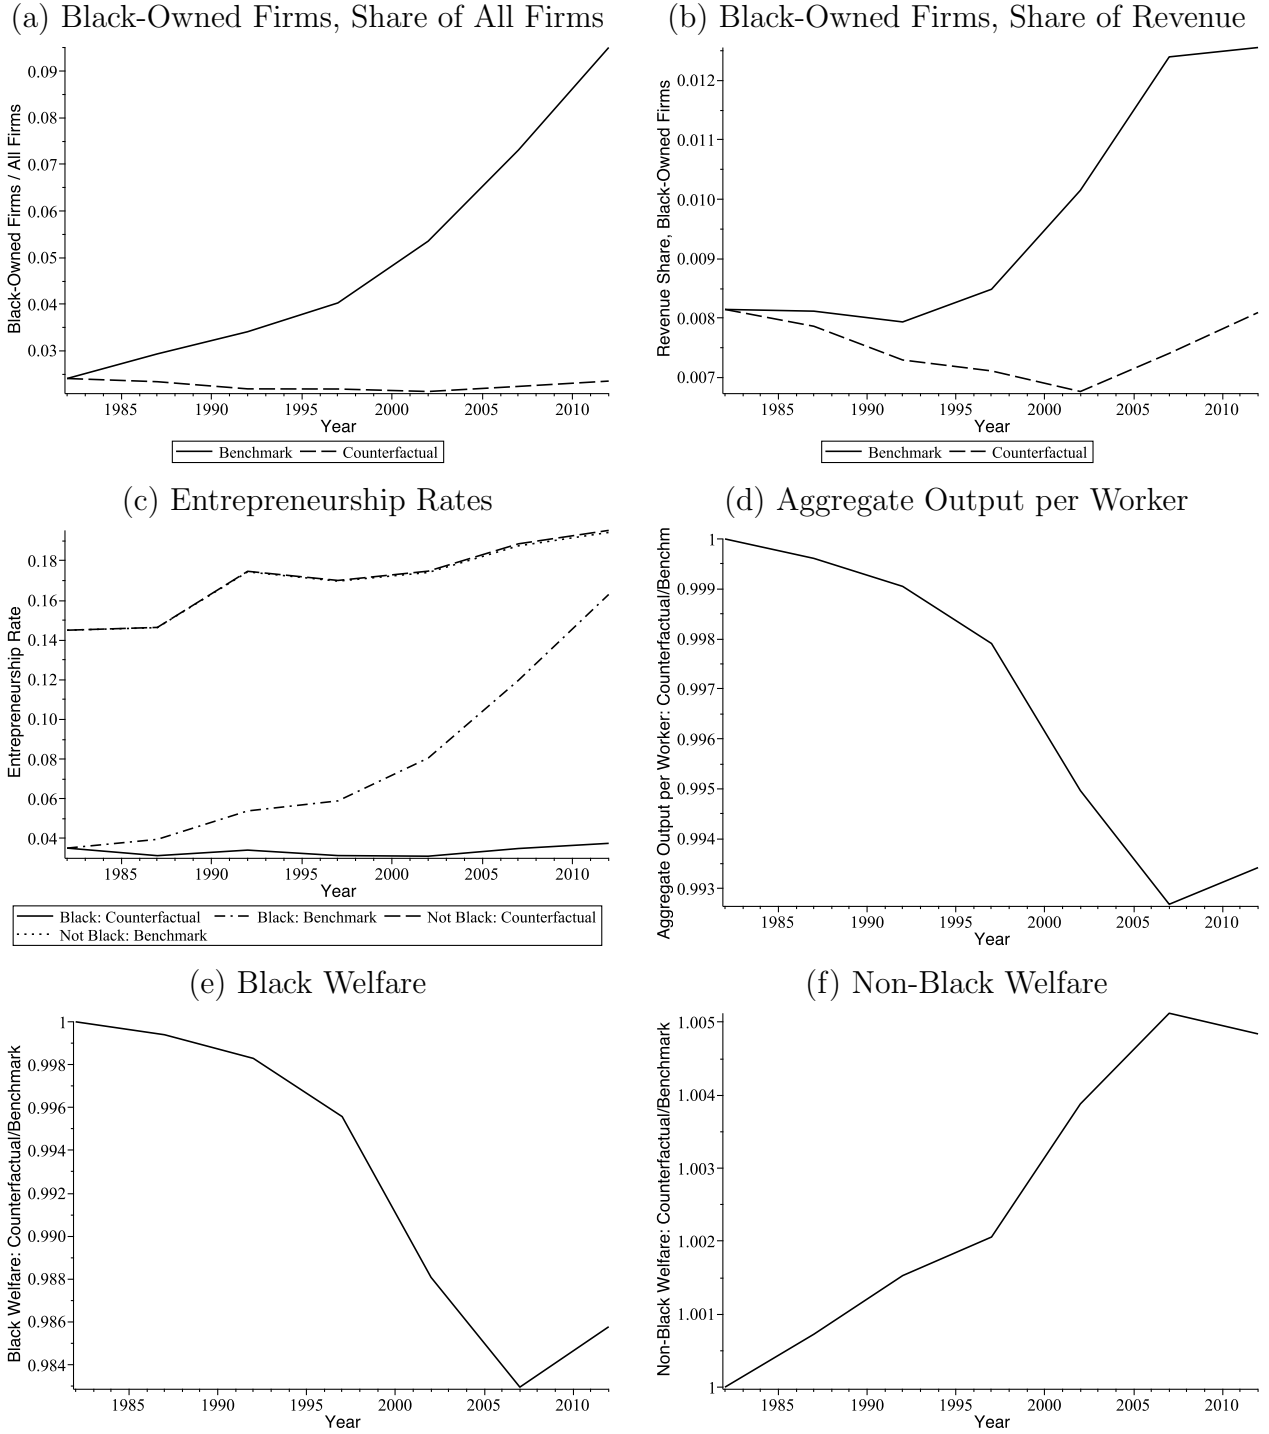 (a) Black-Owned Firms, Share of All Firms
Black-Owned Firms / All Firms
0.09
0.08
0.07
0.06
0.05
0.04
0.03
1985 1990 1995 2000 2005 2010
Year
Benchmark Counterfactual
(b) Black-Owned Firms, Share of Revenue
Revenue Share, Black-Owned Firms
0.012
0.011
0.010
0.009
0.008
0.007
1985 1990 1995 2000 2005 2010
Year
Benchmark Counterfactual
(c) Entrepreneurship Rates
Entrepreneurship Rate
0.18
0.16
0.14
0.12
0.10
0.08
0.06
0.04
1985 1990 1995 2000 2005 2010
Year
Black: Counterfactual Black: Benchmark Not Black: Counterfactual
Not Black: Benchmark
(d) Aggregate Output per Worker
Aggregate Output per Worker: Counterfactual/Benchm
1
0.999
0.998
0.997
0.996
0.995
0.994
0.993
1985 1990 1995 2000 2005 2010
Year
(e) Black Welfare
Black Welfare: Counterfactual/Benchmark
1
0.998
0.996
0.994
0.992
0.990
0.988
0.986
0.984
1985 1990 1995 2000 2005 2010
Year
(f) Non-Black Welfare
Non-Black Welfare: Counterfactual/Benchmark
1.005
1.004
1.003
1.002
1.001
1
1985 1990 1995 2000 2005 2010
Year